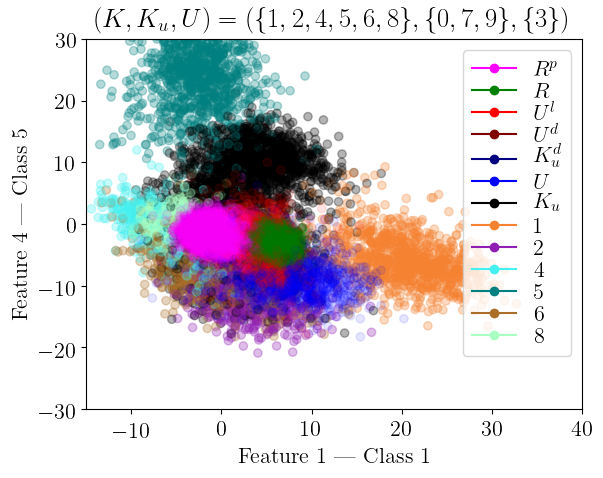 (K, K_u, U) = ({1, 2, 4, 5, 6, 8}, {0, 7, 9}, {3})
30
20
10
0
−10
−20
−30
Feature 4 — Class 5
R^p
R
U^l
U^d
K_u^d
U
K_u
1
2
4
5
6
8
−10
0
10
20
30
40
Feature 1 — Class 1